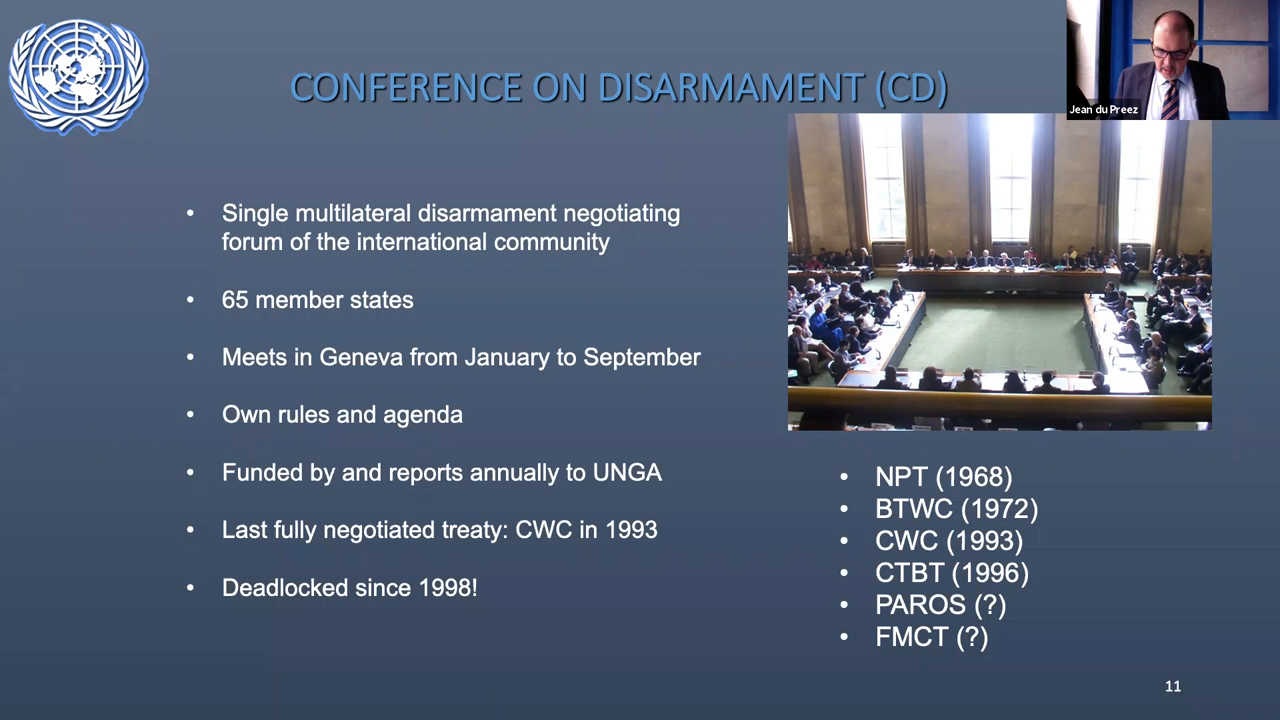 CONFERENCE ON DISARMAMENT (CD)
Jean du Preez
• Single multilateral disarmament negotiating
forum of the international community
• 65 member states
• Meets in Geneva from January to September
• Own rules and agenda
• Funded by and reports annually to UNGA
• Last fully negotiated treaty: CWC in 1993
• Deadlocked since 1998!
• NPT (1968)
• BTWC (1972)
• CWC (1993)
• CTBT (1996)
• PAROS (?)
• FMCT (?)
11